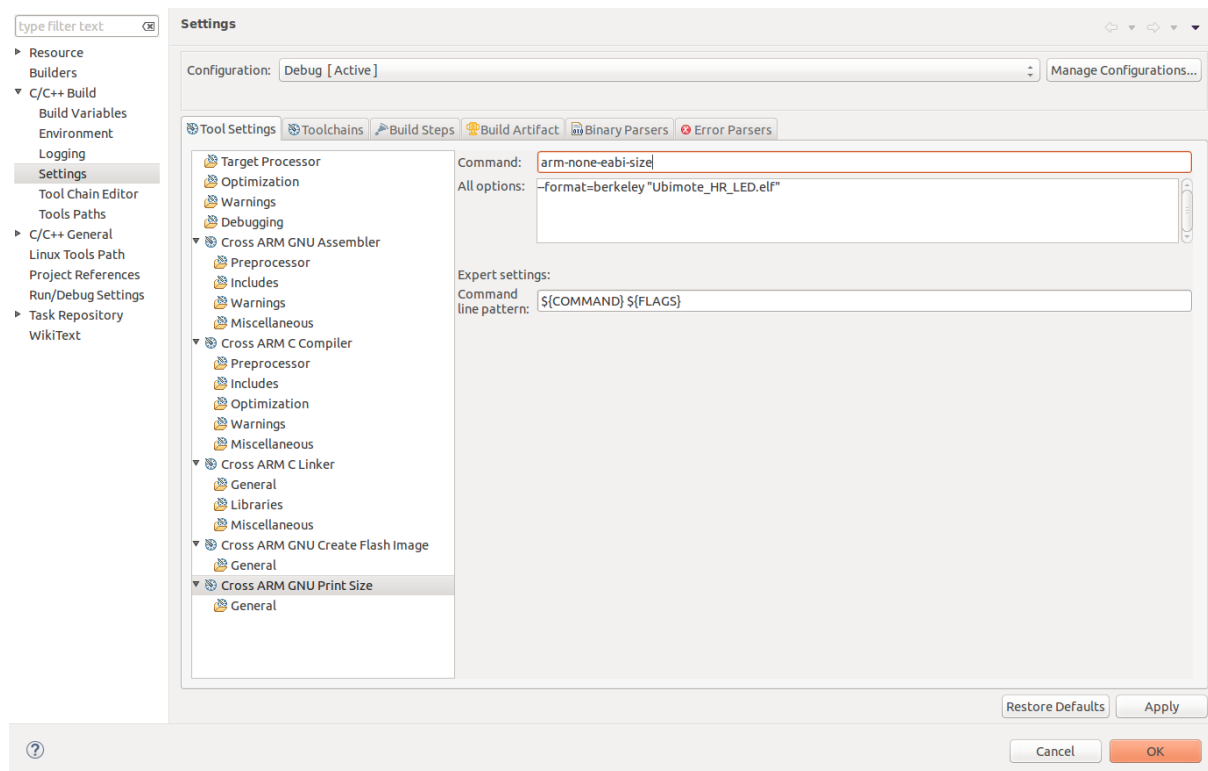 type filter text
Resource
Builders
C/C++ Build
Build Variables
Environment
Logging
Settings
Tool Chain Editor
Tools Paths
C/C++ General
Linux Tools Path
Project References
Run/Debug Settings
Task Repository
WikiText
Settings
Configuration: Debug [ Active ] Manage Configurations...
Tool Settings Toolchains Build Steps Build Artifact Binary Parsers Error Parsers
Target Processor
Optimization
Warnings
Debugging
Cross ARM GNU Assembler
Preprocessor
Includes
Warnings
Miscellaneous
Cross ARM C Compiler
Preprocessor
Includes
Optimization
Warnings
Miscellaneous
Cross ARM C Linker
General
Libraries
Miscellaneous
Cross ARM GNU Create Flash Image
General
Cross ARM GNU Print Size
General
Command: arm-none-eabi-size
All options: --format=berkeley "Ubimote_HR_LED.elf"
Expert settings:
Command
line pattern: ${COMMAND} ${FLAGS}
Restore Defaults Apply
Cancel OK